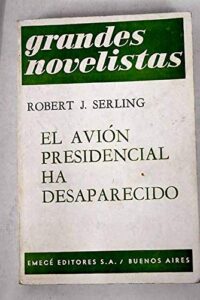 grandes
novelistas
ROBERT J. SERLING
EL AVIÓN
PRESIDENCIAL
HA
DESAPARECIDO
EMECÉ EDITORES S.A. / BUENOS AIRES